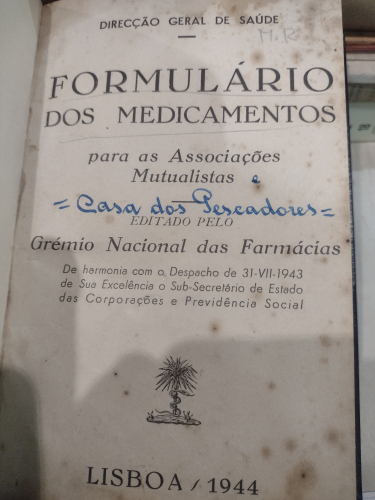 DIRECÇÃO GERAL DE SAÚDE
M.R.
FORMULÁRIO
DOS MEDICAMENTOS
para as Associações
Mutualistas e
= Casa dos Pescadores =
EDITADO PELO
Grémio Nacional das Farmácias
De harmonia com o Despacho de 31-VII-1943
de Sua Excelência o Sub-Secretário de Estado
das Corporações e Previdência Social
LISBOA / 1944